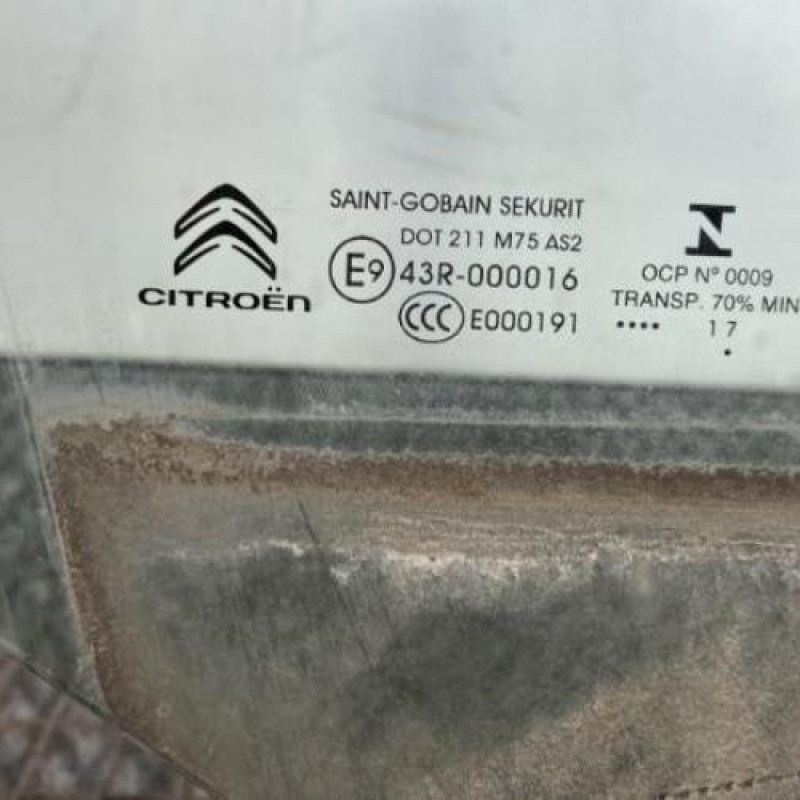 CITROËN
SAINT-GOBAIN SEKURIT
DOT 211 M75 AS2
E9 43R-000016
CCC E000191
N
OCP Nº 0009
TRANSP. 70% MIN
.... 17
.